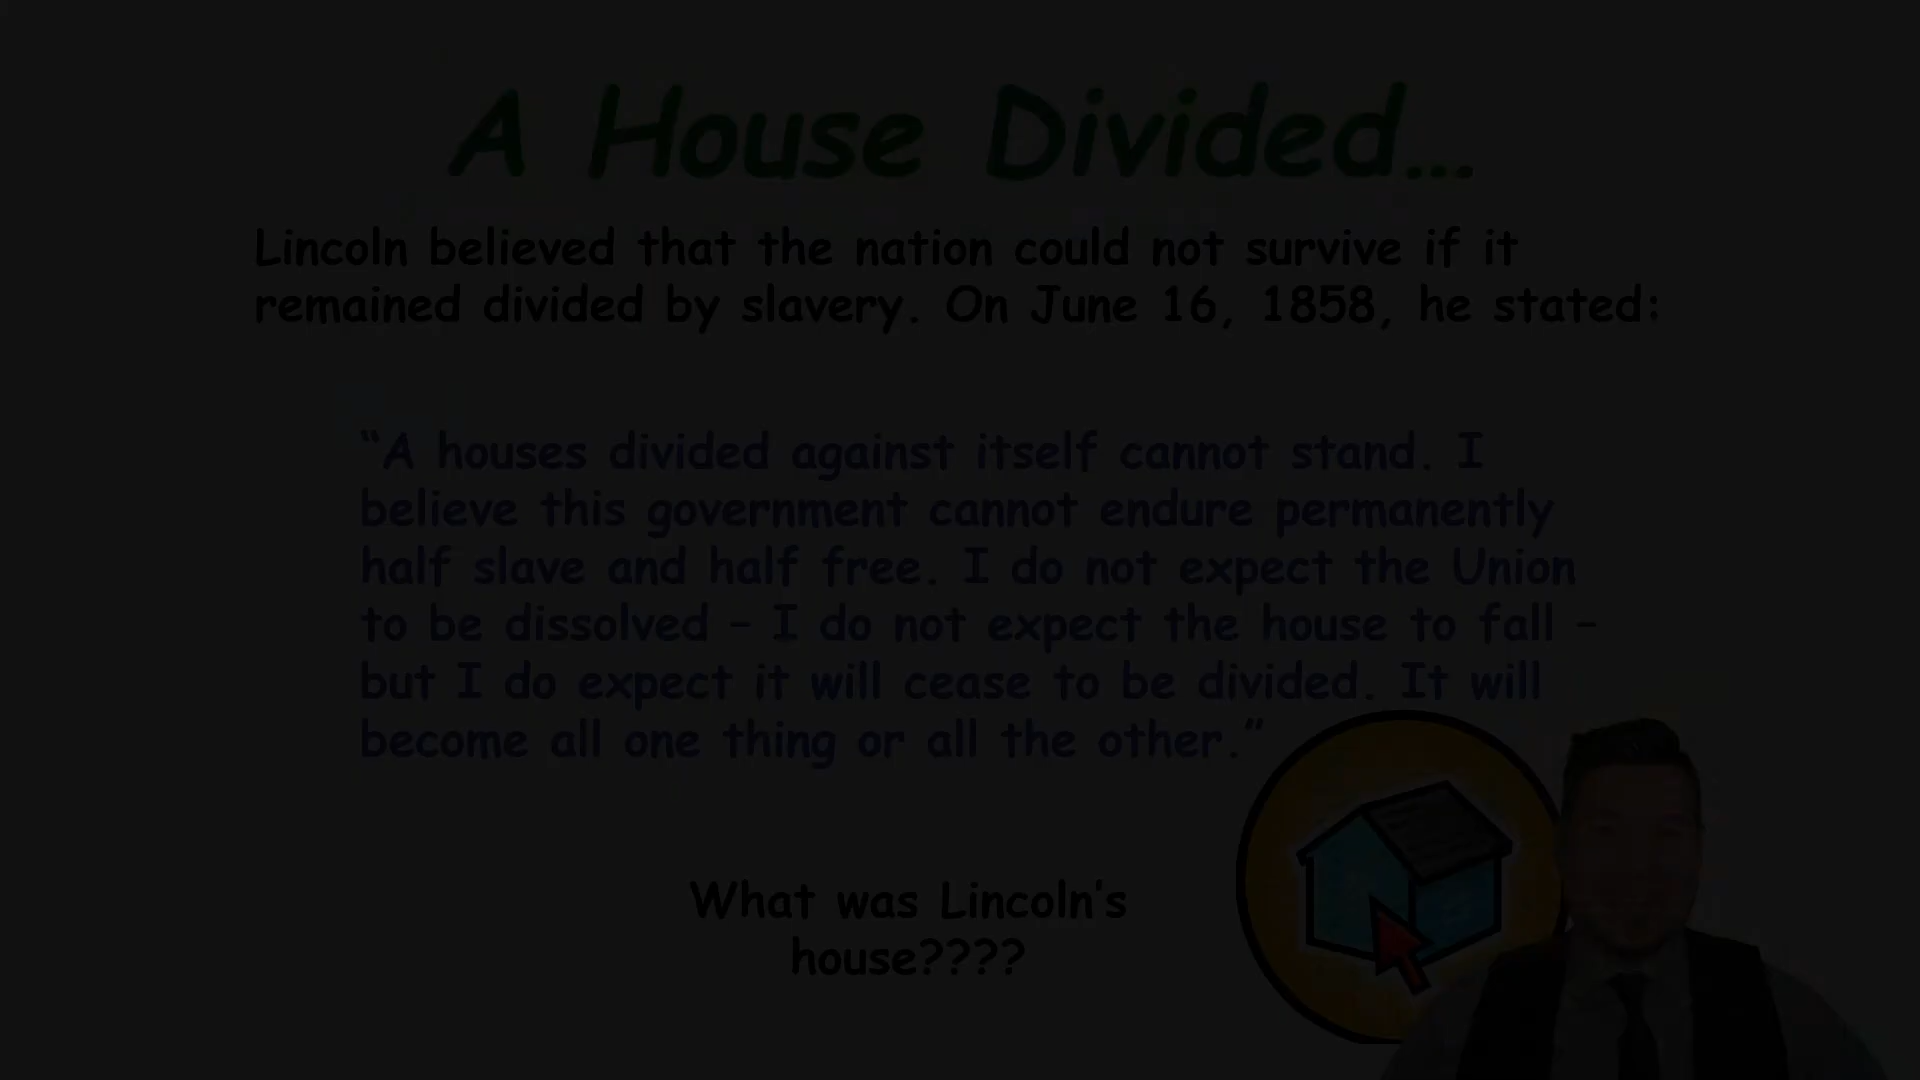 A House Divided...
Lincoln believed that the nation could not survive if it
remained divided by slavery. On June 16, 1858, he stated:
“A houses divided against itself cannot stand. I
believe this government cannot endure permanently
half slave and half free. I do not expect the Union
to be dissolved – I do not expect the house to fall –
but I do expect it will cease to be divided. It will
become all one thing or all the other.”
What was Lincoln's
house????